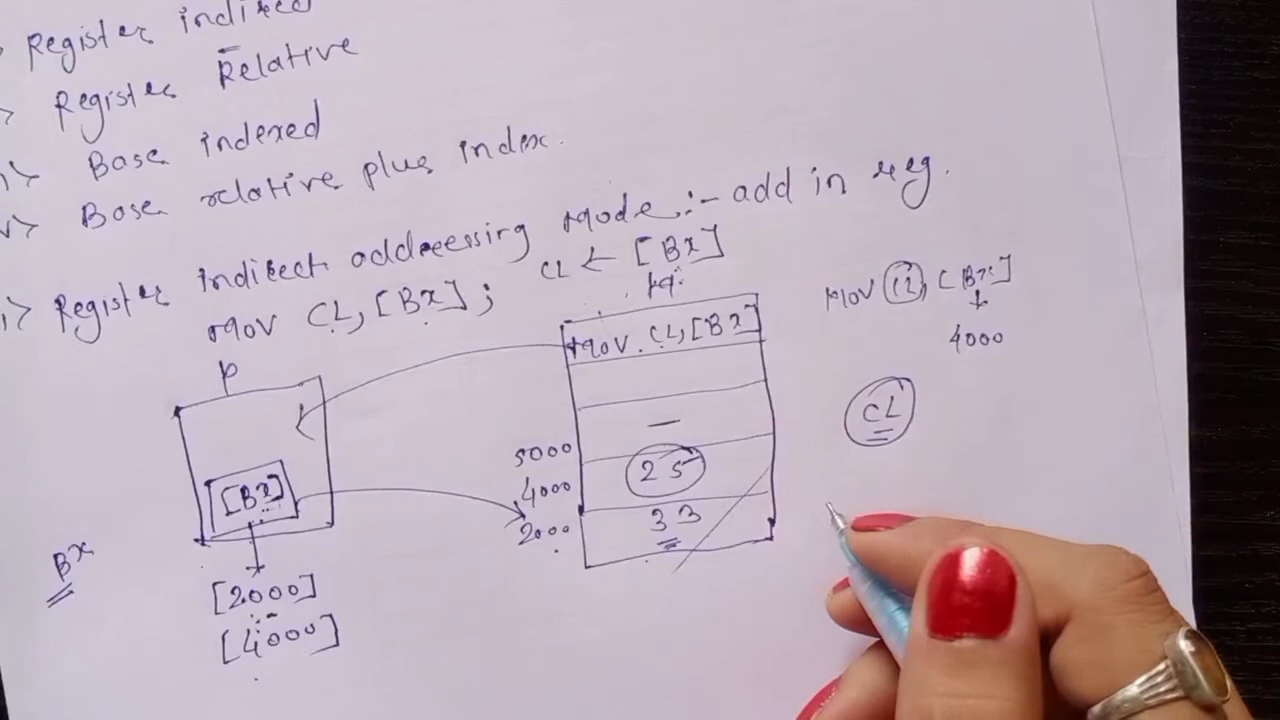 Register indirec
> Register Relative
> Base indexed
v> Base relative plus index.
i> Register indirect addressing mode :- add in reg.
MOV CL, [BX] ; CL ← [BX]
M
P
MOV CL, [BX]
5000
4000 25
2000 33
[BX]
[2000]
[4000]
BX
MOV CL, [BX]
4000
CL